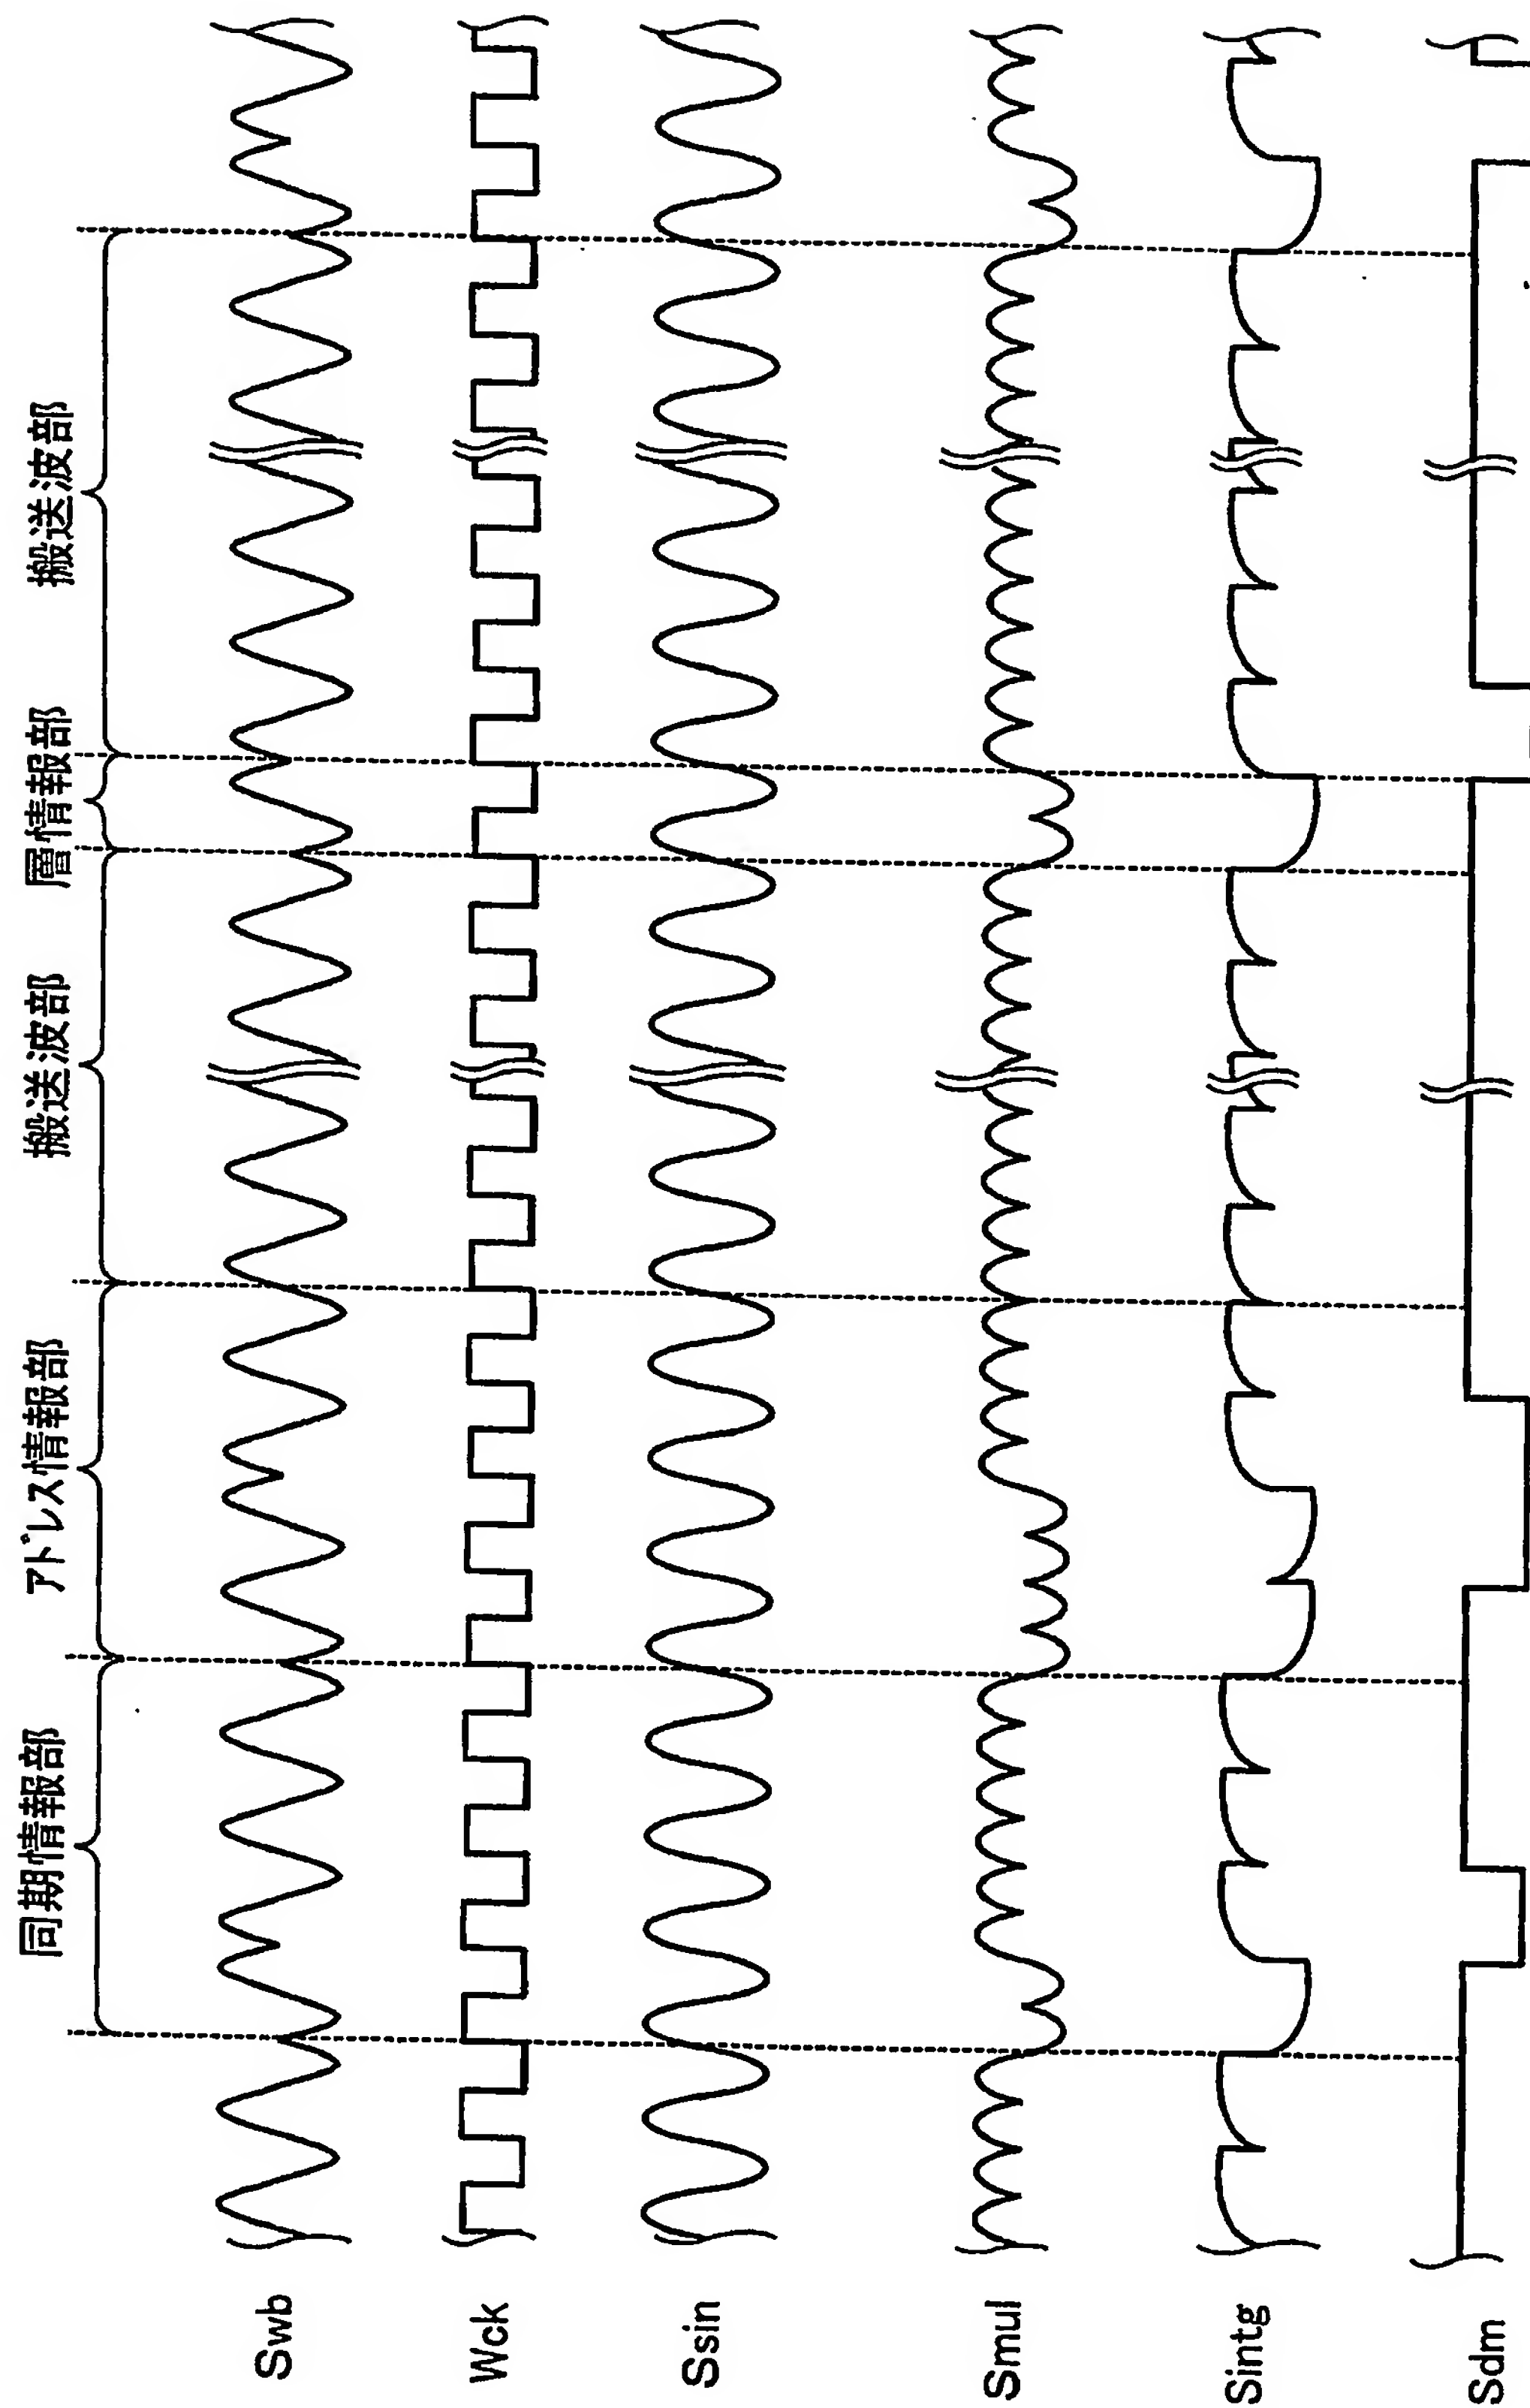 同期情報部
アドレス情報部
搬送波部
層情報部
搬送波部
Swb
Wck
Ssin
Smul
Sintg
Sdm